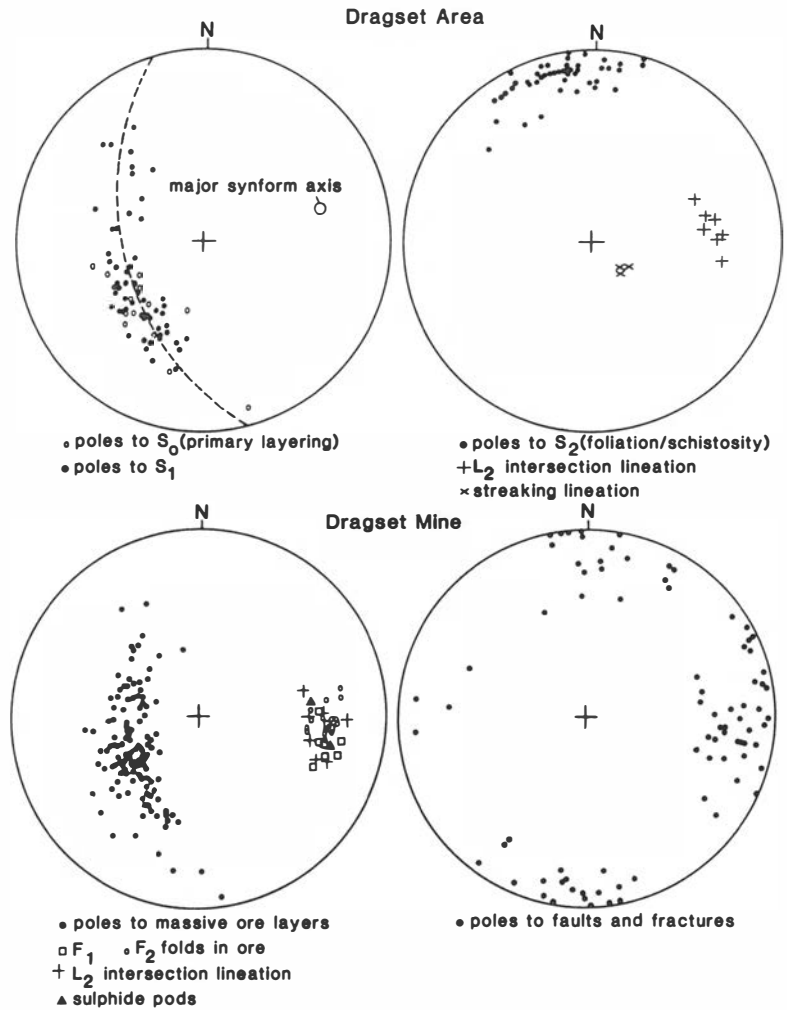 Dragset Area
N
major synform axis
∘ poles to S0(primary layering)
• poles to S1
N
• poles to S2(foliation/schistosity)
+ L2 intersection lineation
× streaking lineation
Dragset Mine
N
• poles to massive ore layers
□ F1 ∘ F2 folds in ore
+ L2 intersection lineation
▲ sulphide pods
N
• poles to faults and fractures